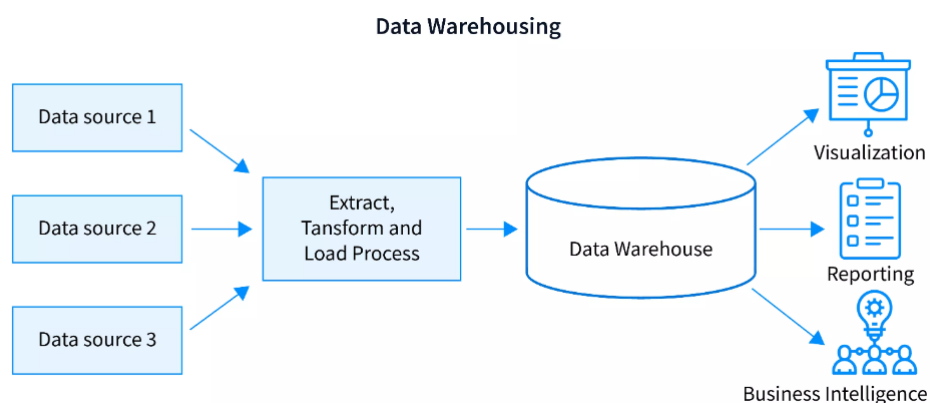 Data Warehousing
Data source 1
Data source 2
Data source 3
Extract,
Tansform and
Load Process
Data Warehouse
Visualization
Reporting
Business Intelligence